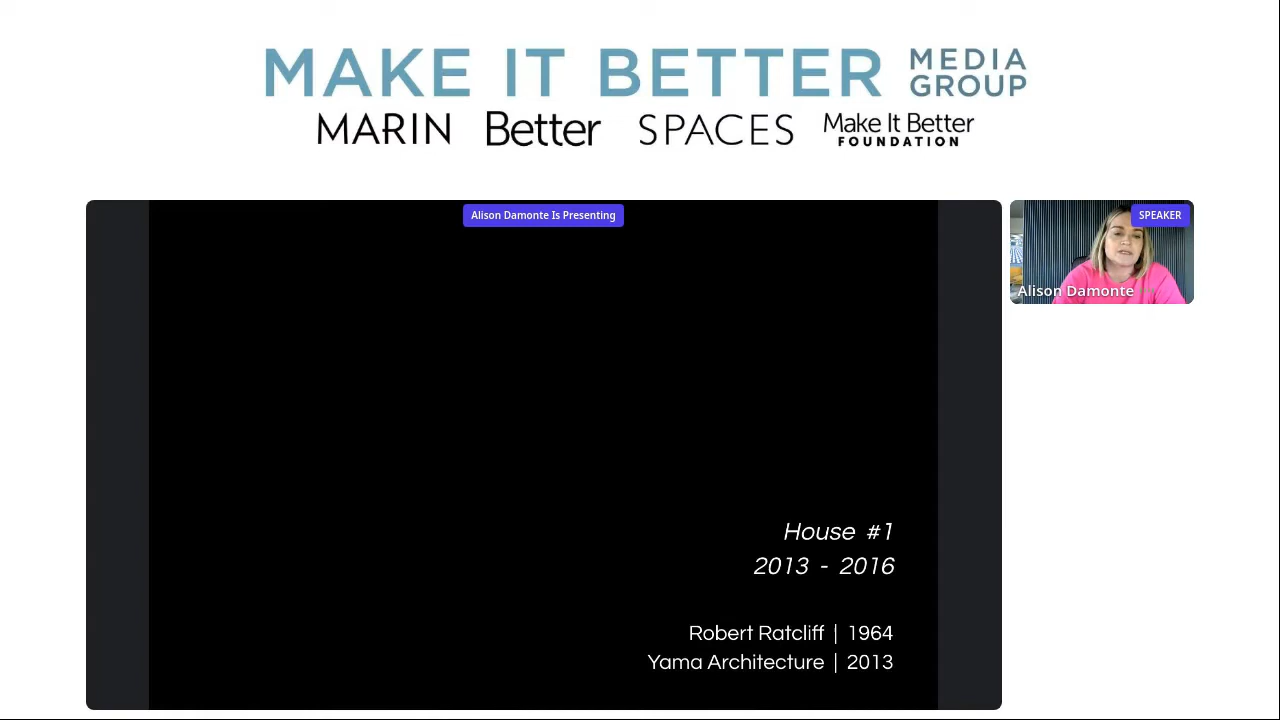 MAKE IT BETTER MEDIA GROUP
MARIN Better SPACES Make It Better FOUNDATION
Alison Damonte Is Presenting
SPEAKER
Alison Damonte
House #1
2013 - 2016
Robert Ratcliff | 1964
Yama Architecture | 2013